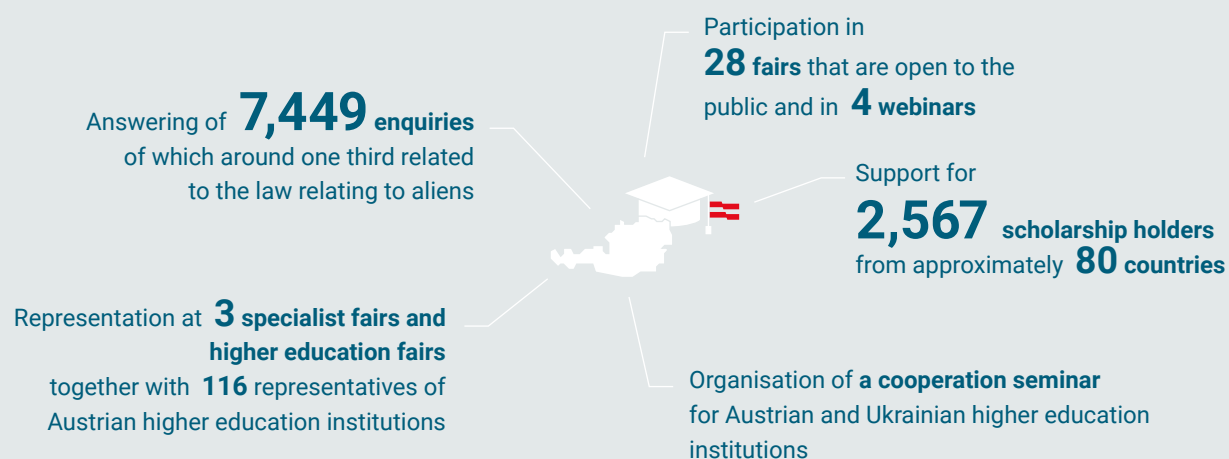 Participation in
28 fairs that are open to the
public and in 4 webinars
Answering of 7,449 enquiries
of which around one third related
to the law relating to aliens
Support for
2,567 scholarship holders
from approximately 80 countries
Representation at 3 specialist fairs and
higher education fairs
together with 116 representatives of
Austrian higher education institutions
Organisation of a cooperation seminar
for Austrian and Ukrainian higher education
institutions